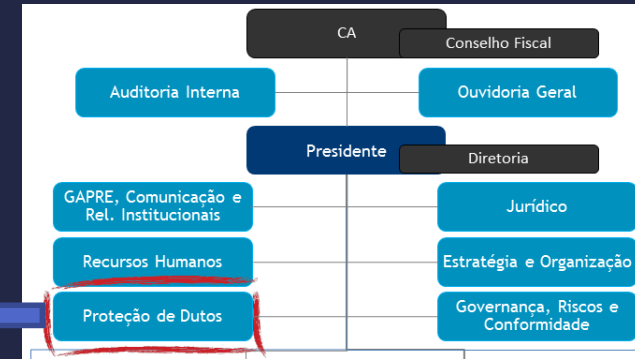 CA
Conselho Fiscal
Auditoria Interna
Ouvidoria Geral
Presidente
Diretoria
GAPRE, Comunicação e
Rel. Institucionais
Jurídico
Recursos Humanos
Estratégia e Organização
Proteção de Dutos
Governança, Riscos e
Conformidade